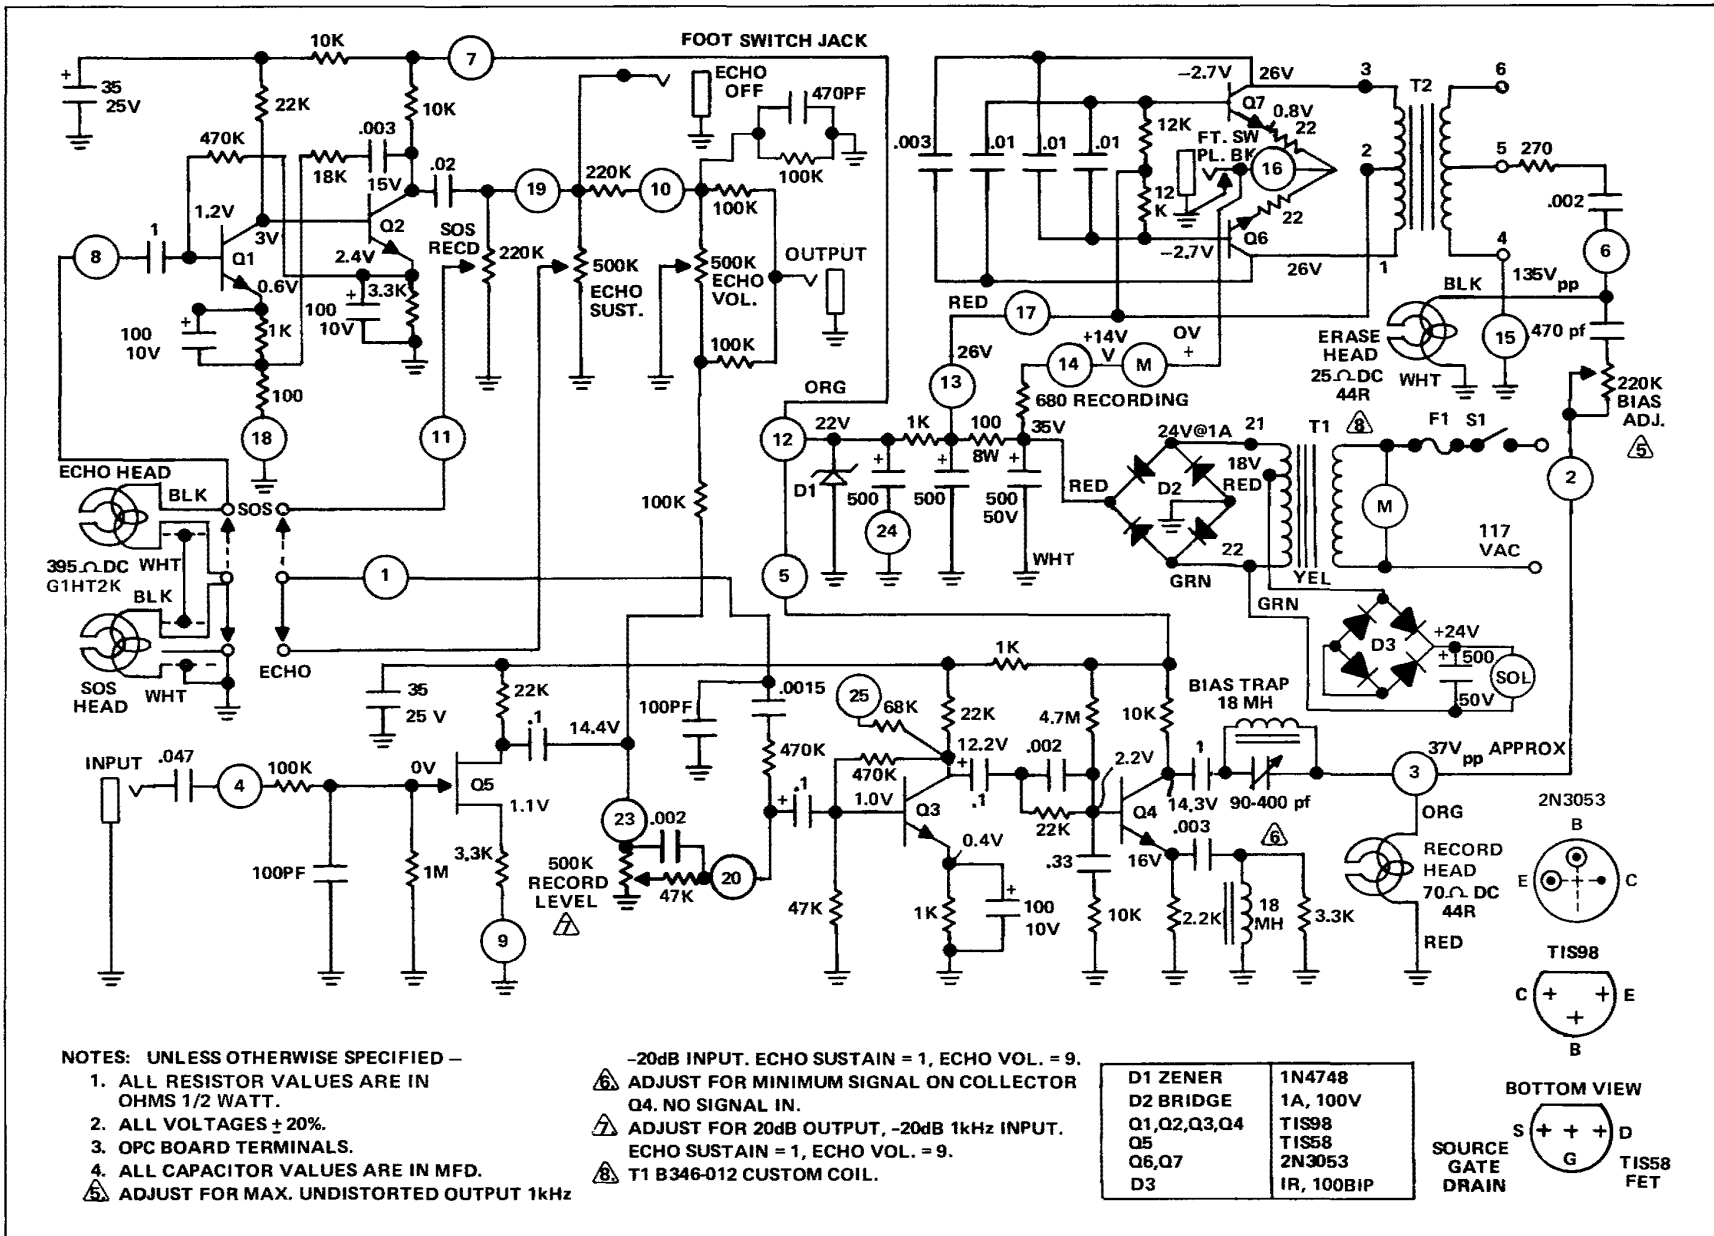 10K
7
FOOT SWITCH JACK
+
35
25V
22K
10K
ECHO
OFF
470PF
470K
.003
18K
15V
.02
220K
100K
100K
19
10
1.2V
3V
Q1
Q2
2.4V
0.6V
8
1
SOS
RECD
220K
500K
ECHO
SUST.
500K
ECHO
VOL.
OUTPUT
+
100
10V
1K
+
100
10V
3.3K
100
18
11
100K
ORG
12
–2.7V
26V
3
T2
6
Q7
0.8V
22
.003
.01
.01
.01
12K
FT. SW
PL. BK
16
2
5
270
12
K
22
.002
Q6
–2.7V
26V
1
4
6
135Vpp
RED
17
BLK
ERASE
HEAD
25Ω DC
44R
WHT
15
470 pf
220K
BIAS
ADJ.
5
26V
13
+14V
V
14
M
OV
+
680 RECORDING
22V
1K
100
8W
35V
24V@1A
21
T1
8
F1
S1
D1
+
500
+
500
+
500
50V
24
WHT
RED
D2
18V
RED
22
GRN
YEL
M
117
VAC
2
GRN
D3
+24V
+
500
50V
SOL
ECHO HEAD
BLK
SOS
395Ω DC
G1HT2K
WHT
BLK
1
5
ECHO
SOS
HEAD
WHT
100K
+
35
25 V
22K
.1
14.4V
100PF
.0015
25
68K
470K
470K
1K
22K
4.7M
10K
BIAS TRAP
18 MH
INPUT
.047
4
100K
0V
Q5
1.1V
12.2V
.002
2.2V
1
37Vpp APPROX
3
+
.1
1.0V
Q3
+
.1
22K
Q4
14.3V
90-400 pf
6
ORG
2N3053
B
E
C
23
.002
500K
RECORD
LEVEL
7
47K
20
0.4V
.33
16V
.003
RECORD
HEAD
70Ω DC
44R
RED
100PF
1M
3.3K
9
47K
1K
+
100
10V
10K
2.2K
18
MH
3.3K
TIS98
C
E
B
BOTTOM VIEW
S
D
G
SOURCE
GATE
DRAIN
TIS58
FET
NOTES: UNLESS OTHERWISE SPECIFIED –
1. ALL RESISTOR VALUES ARE IN
OHMS 1/2 WATT.
2. ALL VOLTAGES ± 20%.
3. OPC BOARD TERMINALS.
4. ALL CAPACITOR VALUES ARE IN MFD.
5. ADJUST FOR MAX. UNDISTORTED OUTPUT 1kHz
–20dB INPUT. ECHO SUSTAIN = 1, ECHO VOL. = 9.
6. ADJUST FOR MINIMUM SIGNAL ON COLLECTOR
Q4. NO SIGNAL IN.
7. ADJUST FOR 20dB OUTPUT, –20dB 1kHz INPUT.
ECHO SUSTAIN = 1, ECHO VOL. = 9.
8. T1 B346-012 CUSTOM COIL.
D1 ZENER 1N4748
D2 BRIDGE 1A, 100V
Q1,Q2,Q3,Q4 TIS98
Q5 TIS58
Q6,Q7 2N3053
D3 IR, 100BIP